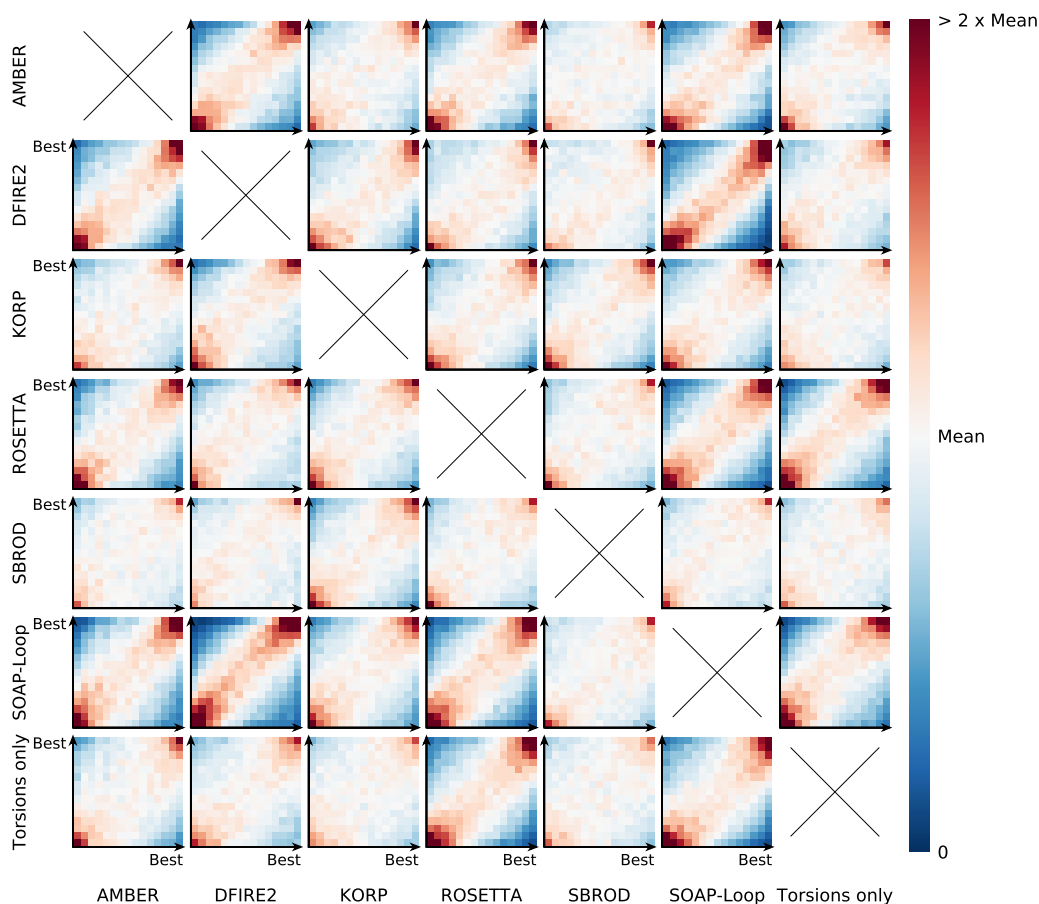 > 2 x Mean
AMBER
Best
DFIRE2
Best
KORP
Best
ROSETTA
Mean
Best
SBROD
Best
SOAP-Loop
Best
Torsions only
0
Best Best Best Best Best Best
AMBER DFIRE2 KORP ROSETTA SBROD SOAP-Loop Torsions only